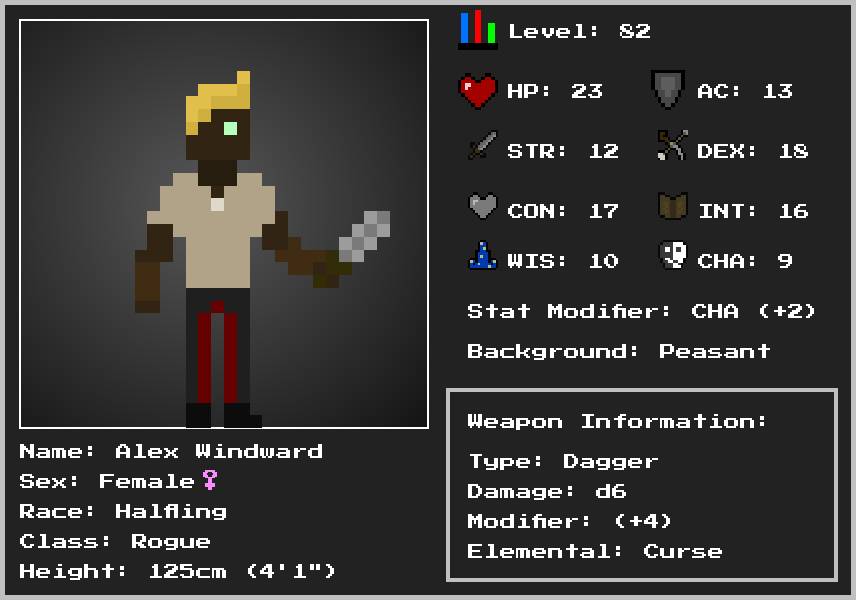 Level: 82
HP: 23 AC: 13
STR: 12 DEX: 18
CON: 17 INT: 16
WIS: 10 CHA: 9
Stat Modifier: CHA (+2)
Background: Peasant
Weapon Information:
Type: Dagger
Damage: d6
Modifier: (+4)
Elemental: Curse
Name: Alex Windward
Sex: Female♀
Race: Halfling
Class: Rogue
Height: 125cm (4'1")